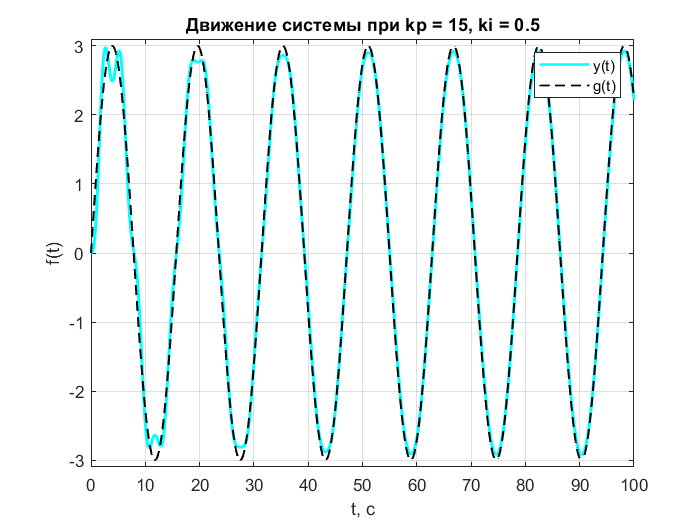 Движение системы при kp = 15, ki = 0.5
3
2
1
0
-1
-2
-3
f(t)
y(t)
g(t)
0 10 20 30 40 50 60 70 80 90 100
t, c